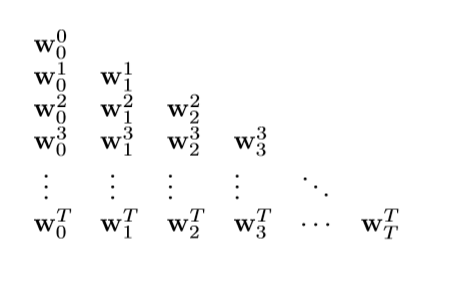 w_0^0
w_0^1 w_1^1
w_0^2 w_1^2 w_2^2
w_0^3 w_1^3 w_2^3 w_3^3
⋮ ⋮ ⋮ ⋮ ⋱
w_0^T w_1^T w_2^T w_3^T ⋯ w_T^T